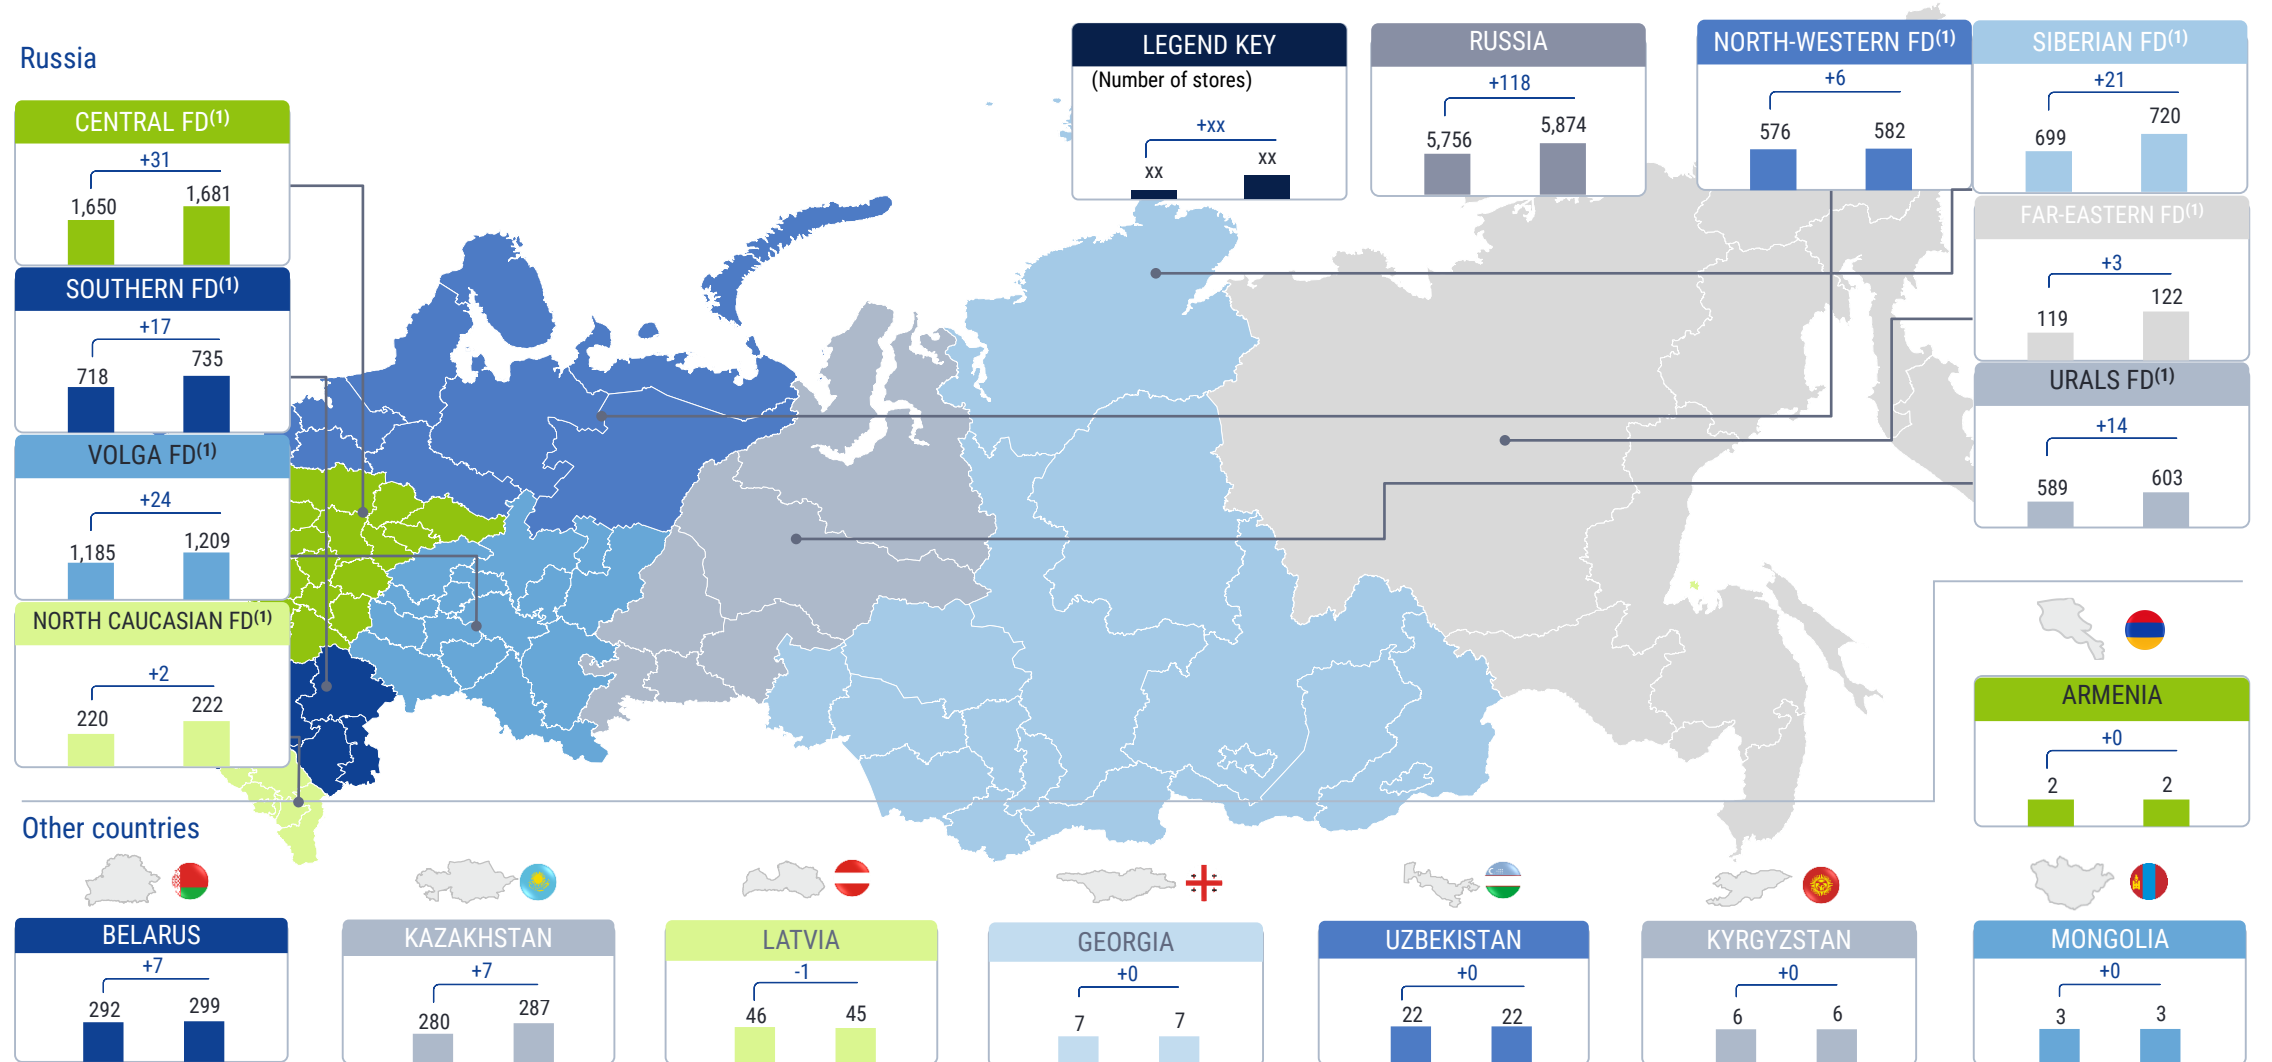 Russia
CENTRAL FD(1)
+31
1,650
1,681
SOUTHERN FD(1)
+17
718
735
VOLGA FD(1)
+24
1,185
1,209
NORTH CAUCASIAN FD(1)
+2
220
222
LEGEND KEY
(Number of stores)
+xx
xx
xx
RUSSIA
+118
5,756
5,874
NORTH-WESTERN FD(1)
+6
576
582
SIBERIAN FD(1)
+21
699
720
FAR-EASTERN FD(1)
+3
119
122
URALS FD(1)
+14
589
603
ARMENIA
+0
2
2
Other countries
BELARUS
+7
292
299
KAZAKHSTAN
+7
280
287
LATVIA
-1
46
45
GEORGIA
+0
7
7
UZBEKISTAN
+0
22
22
KYRGYZSTAN
+0
6
6
MONGOLIA
+0
3
3